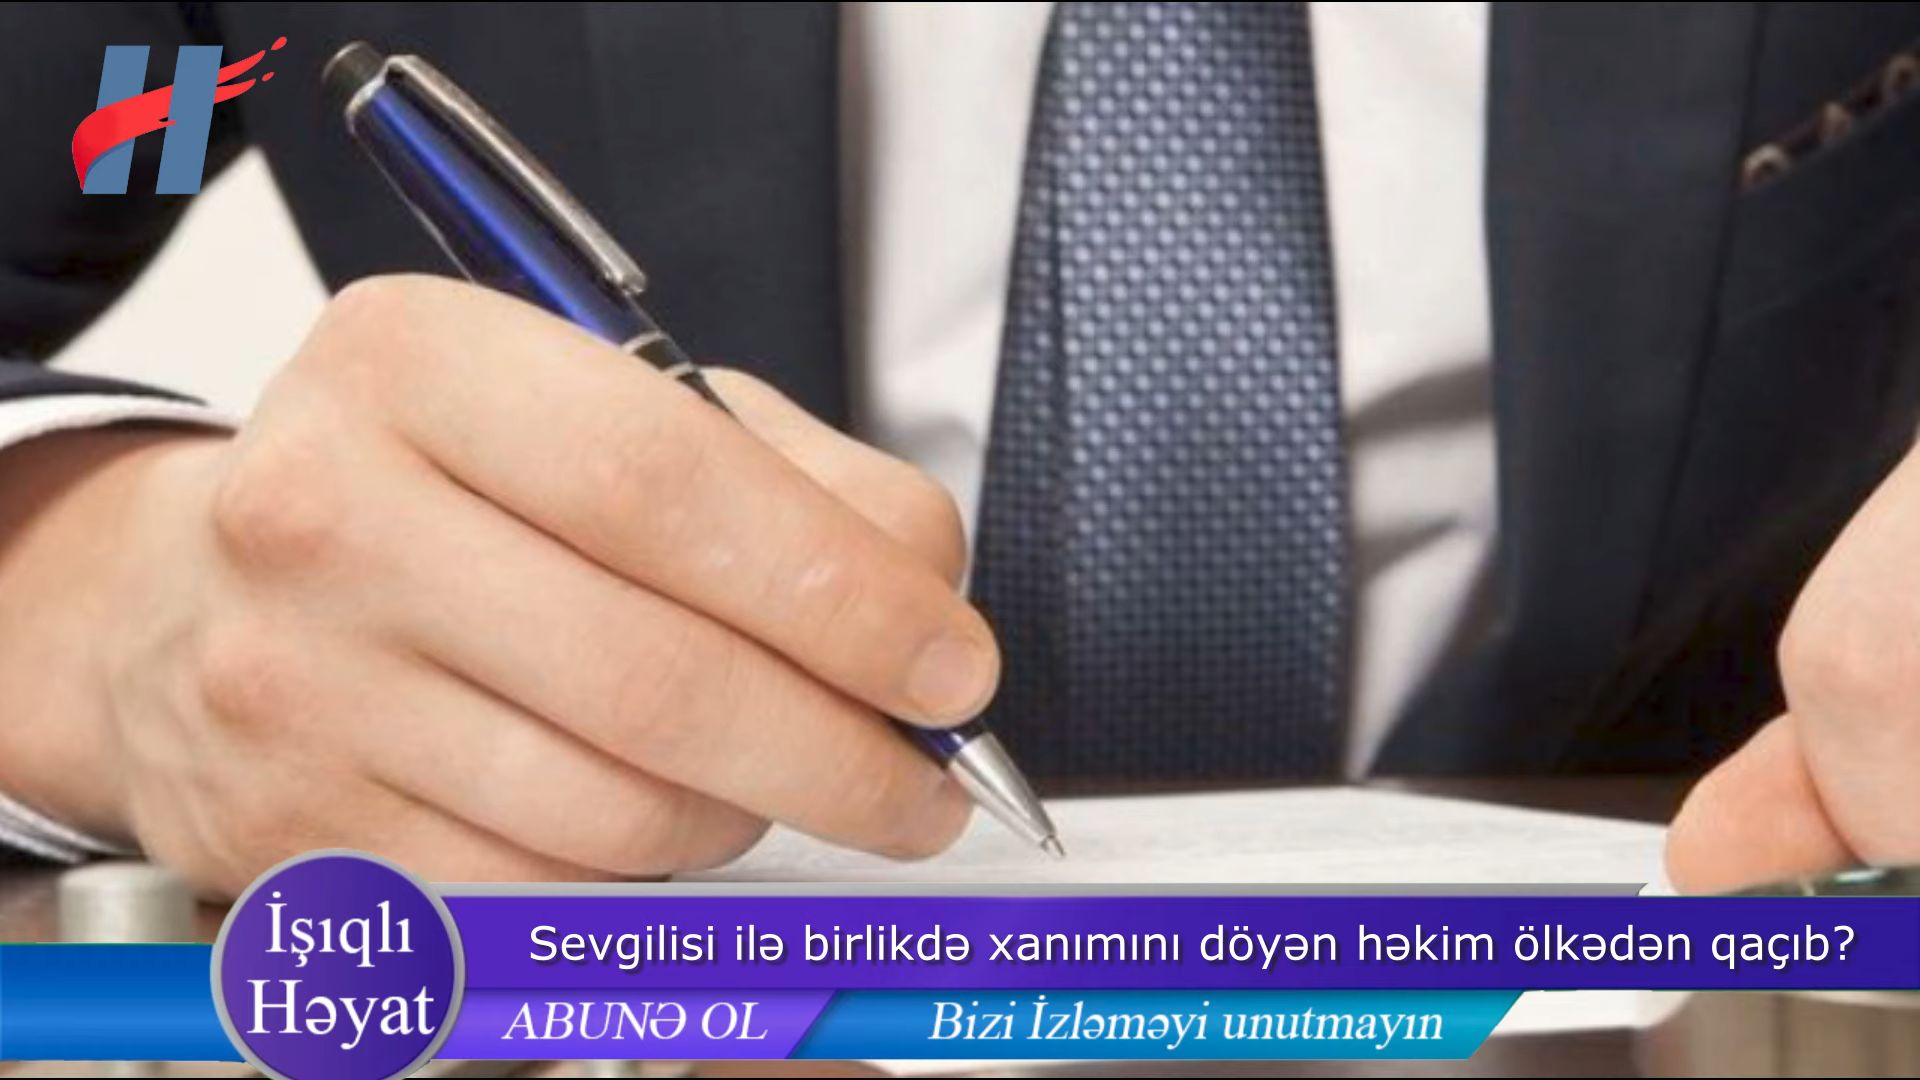 H
İşıqlı
Həyat
Sevgilisi ilə birlikdə xanımını döyən həkim ölkədən qaçıb?
ABUNƏ OL
Bizi İzləməyi unutmayın